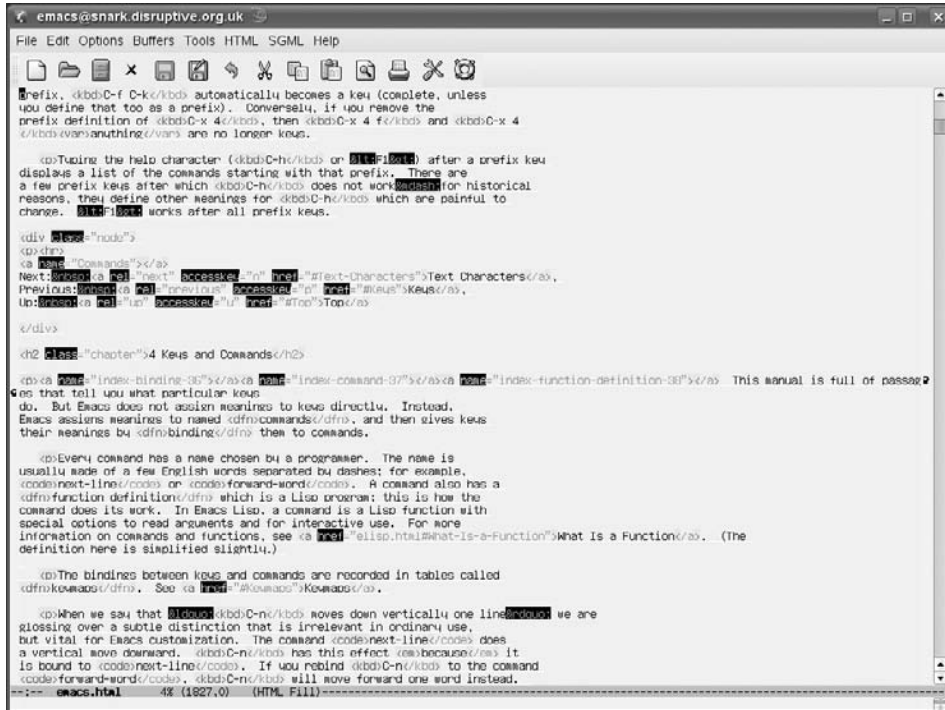 emacs@snark.disruptive.org.uk
File Edit Options Buffers Tools HTML SGML Help
prefix, <kbd>C-f C-k</kbd> automatically becomes a key (complete, unless
you define that too as a prefix).  Conversely, if you remove the
prefix definition of <kbd>C-x 4</kbd>, then <kbd>C-x 4 f</kbd> and <kbd>C-x 4
</kbd><var>anything</var> are no longer keys.
<p>Typing the help character (<kbd>C-h</kbd> or &lt;F1&gt;) after a prefix key
displays a list of the commands starting with that prefix.  There are
a few prefix keys after which <kbd>C-h</kbd> does not work&mdash;for historical
reasons, they define other meanings for <kbd>C-h</kbd> which are painful to
change.  &lt;F1&gt; works after all prefix keys.
<div class="node">
<p><hr>
<a name="Commands"></a>
Next:&nbsp;<a rel="next" accesskey="n" href="#Text-Characters">Text Characters</a>,
Previous:&nbsp;<a rel="previous" accesskey="p" href="#Keys">Keys</a>,
Up:&nbsp;<a rel="up" accesskey="u" href="#Top">Top</a>
</div>
<h2 class="chapter">4 Keys and Commands</h2>
<p><a name="index-binding-36"></a><a name="index-command-37"></a><a name="index-function-definition-38"></a>  This manual is full of passag
es that tell you what particular keys
do.  But Emacs does not assign meanings to keys directly.  Instead,
Emacs assigns meanings to named <dfn>commands</dfn>, and then gives keys
their meanings by <dfn>binding</dfn> them to commands.
<p>Every command has a name chosen by a programmer.  The name is
usually made of a few English words separated by dashes; for example,
<code>next-line</code> or <code>forward-word</code>.  A command also has a
<dfn>function definition</dfn> which is a Lisp program; this is how the
command does its work.  In Emacs Lisp, a command is a Lisp function with
special options to read arguments and for interactive use.  For more
information on commands and functions, see <a href="elisp.html#What-Is-a-Function">What Is a Function</a>.  (The
definition here is simplified slightly.)
<p>The bindings between keys and commands are recorded in tables called
<dfn>keymaps</dfn>.  See <a href="#Keymaps">Keymaps</a>.
<p>When we say that &ldquo;<kbd>C-n</kbd> moves down vertically one line&rdquo; we are
glossing over a subtle distinction that is irrelevant in ordinary use,
but vital for Emacs customization.  The command <code>next-line</code> does
a vertical move downward.  <kbd>C-n</kbd> has this effect <em>because</em> it
is bound to <code>next-line</code>.  If you rebind <kbd>C-n</kbd> to the command
<code>forward-word</code>, <kbd>C-n</kbd> will move forward one word instead.
--:--  emacs.html     4% (1827,0)    (HTML Fill)--